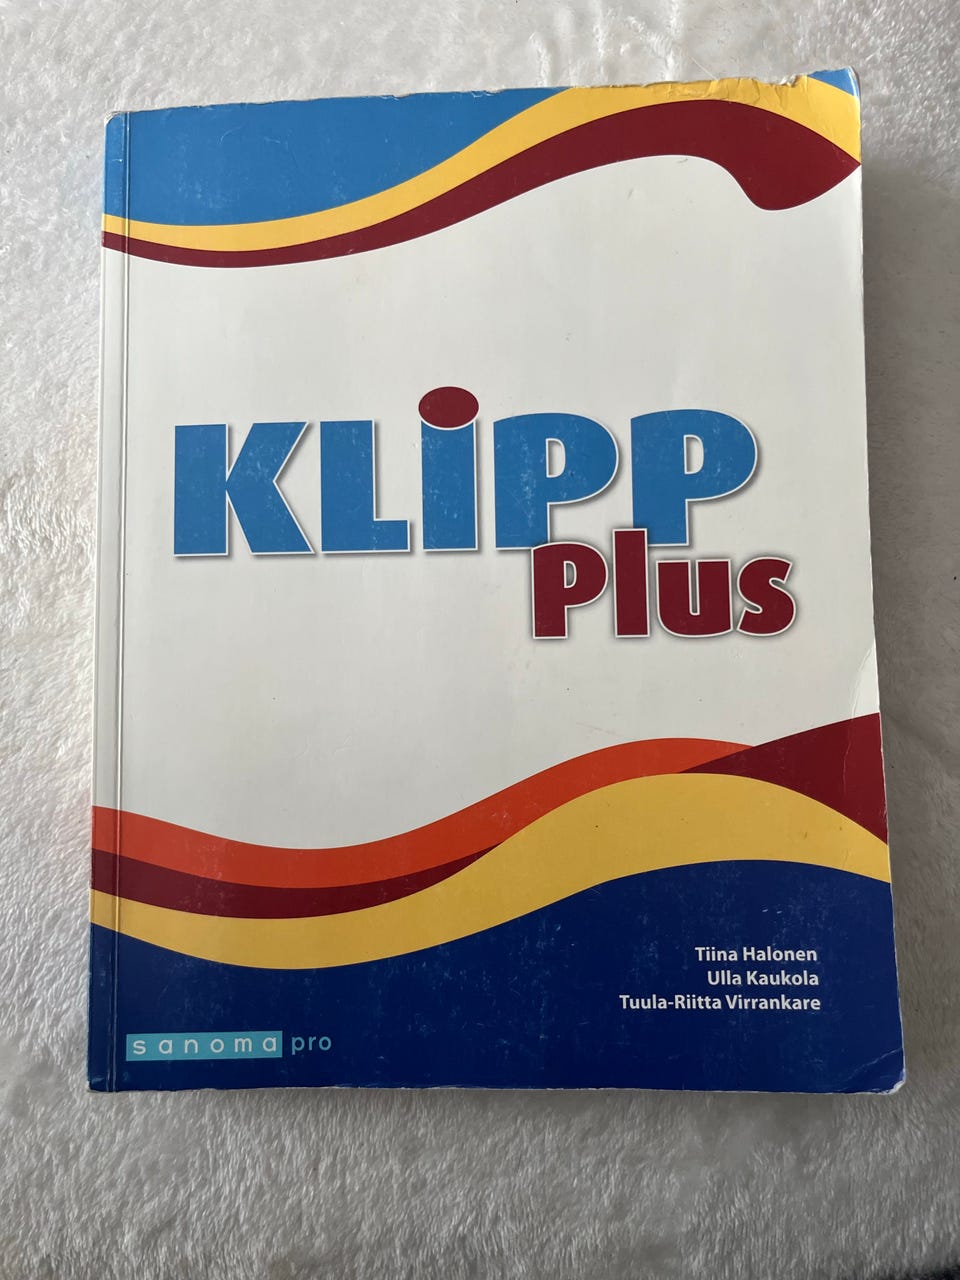 KLiPP
Plus
Tiina Halonen
Ulla Kaukola
Tuula-Riitta Virrankare
sanoma pro